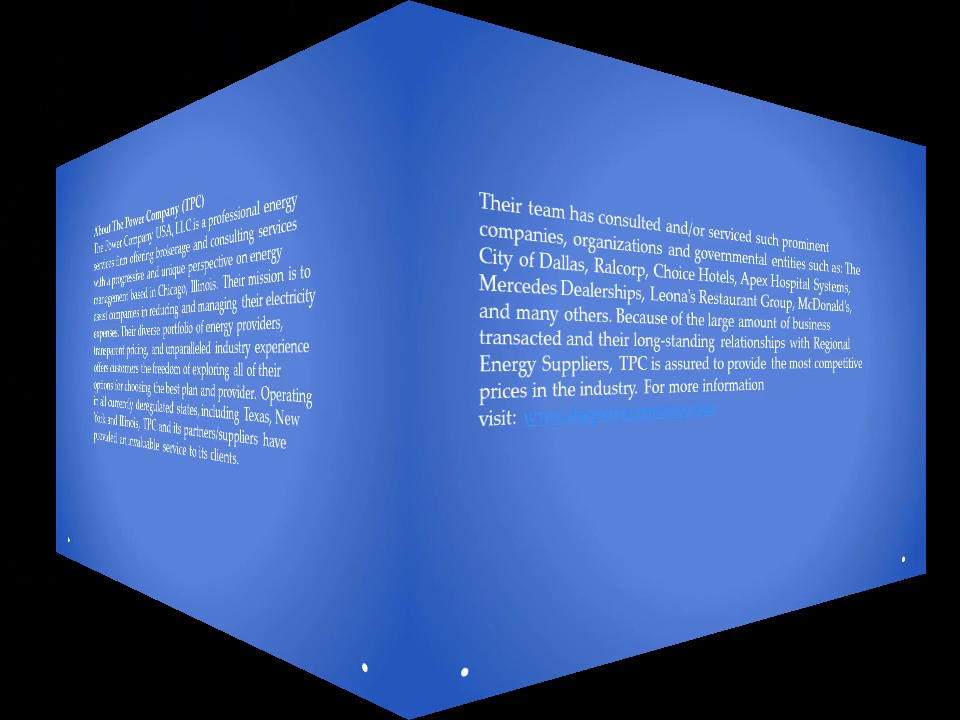 About The Power Company (TPC)
The Power Company USA, LLC is a professional energy
services firm offering brokerage and consulting services
with a progressive and unique perspective on energy
management based in Chicago, Illinois. Their mission is to
assist companies in reducing and managing their electricity
expenses. Their diverse portfolio of energy providers,
transparent pricing, and unparalleled industry experience
offers customers the freedom of exploring all of their
options for choosing the best plan and provider. Operating
in all currently deregulated states, including Texas, New
York and Illinois, TPC and its partners/suppliers have
provided an invaluable service to its clients.
Their team has consulted and/or serviced such prominent
companies, organizations and governmental entities such as: The
City of Dallas, Ralcorp, Choice Hotels, Apex Hospital Systems,
Mercedes Dealerships, Leona's Restaurant Group, McDonald's,
and many others. Because of the large amount of business
transacted and their long-standing relationships with Regional
Energy Suppliers, TPC is assured to provide the most competitive
prices in the industry. For more information
visit: